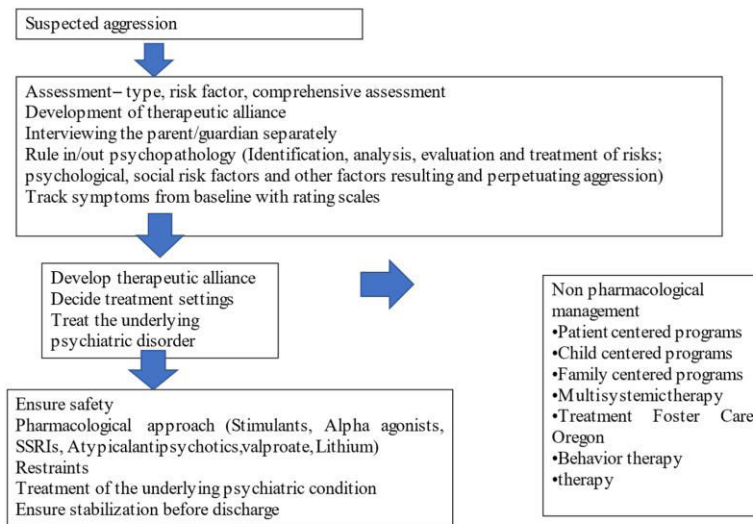 Suspected aggression
Assessment– type, risk factor, comprehensive assessment
Development of therapeutic alliance
Interviewing the parent/guardian separately
Rule in/out psychopathology (Identification, analysis, evaluation and treatment of risks;
psychological, social risk factors and other factors resulting and perpetuating aggression)
Track symptoms from baseline with rating scales
Develop therapeutic alliance
Decide treatment settings
Treat the underlying
psychiatric disorder
Non pharmacological
management
•Patient centered programs
•Child centered programs
•Family centered programs
•Multisystemictherapy
•Treatment Foster Care
Oregon
•Behavior therapy
•therapy
Ensure safety
Pharmacological approach (Stimulants, Alpha agonists,
SSRIs, Atypicalantipsychotics,valproate, Lithium)
Restraints
Treatment of the underlying psychiatric condition
Ensure stabilization before discharge